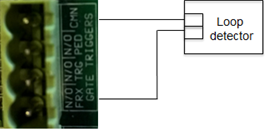 N/O|N/O|N/O|CMN
FRX TRG PED
GATE TRIGGERS
Loop
detector